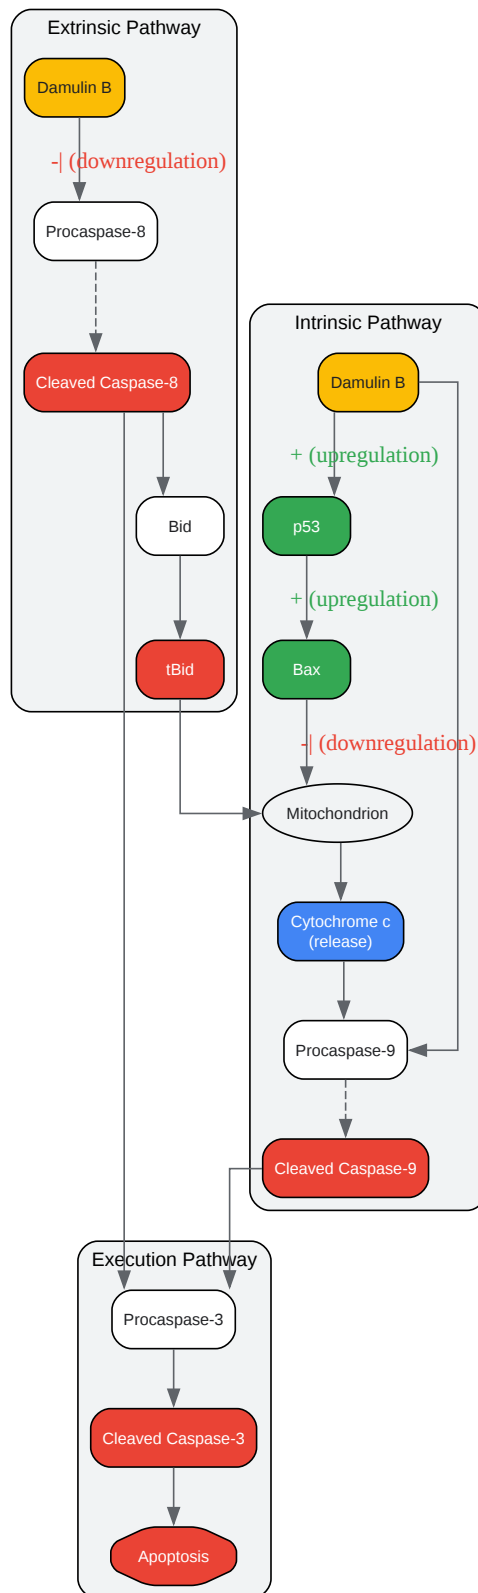 Extrinsic Pathway
Damulin B
-| (downregulation)
Procaspase-8
Cleaved Caspase-8
Bid
tBid
Intrinsic Pathway
Damulin B
+ (upregulation)
p53
+ (upregulation)
Bax
-| (downregulation)
Mitochondrion
Cytochrome c
(release)
Procaspase-9
Cleaved Caspase-9
Execution Pathway
Procaspase-3
Cleaved Caspase-3
Apoptosis